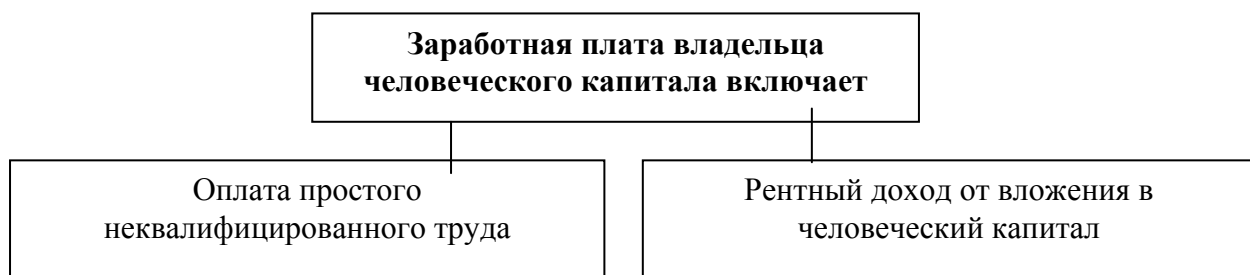 Заработная плата владельца
человеческого капитала включает
Оплата простого
неквалифицированного труда
Рентный доход от вложения в
человеческий капитал